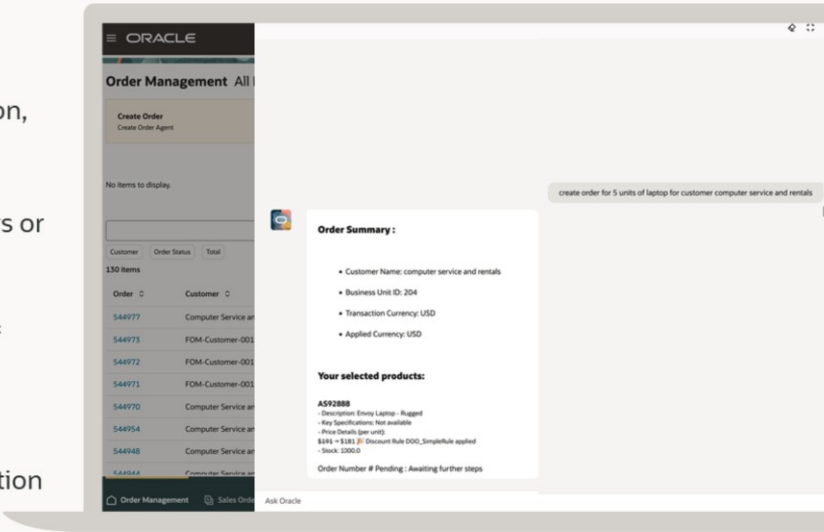 on,
s or
tion
ORACLE
Order Management All
Create Order
Create Order Agent
No items to display.
Customer Order Status Total
130 items
Order Customer
544977 Computer Service an
544973 FOM-Customer-001
544972 FOM-Customer-001
544971 FOM-Customer-001
544970 Computer Service an
544954 Computer Service an
544948 Computer Service an
544944 Computer Service an
Order Management Sales Orde
create order for 5 units of laptop for customer computer service and rentals
Order Summary :
• Customer Name: computer service and rentals
• Business Unit ID: 204
• Transaction Currency: USD
• Applied Currency: USD
Your selected products:
AS92888
- Description: Envoy Laptop - Rugged
- Key Specifications: Not available
- Price Details (per unit):
$191 → $181 🎉 Discount Rule DOO_SimpleRule applied
- Stock: 1300.0
Order Number # Pending : Awaiting further steps
Ask Oracle